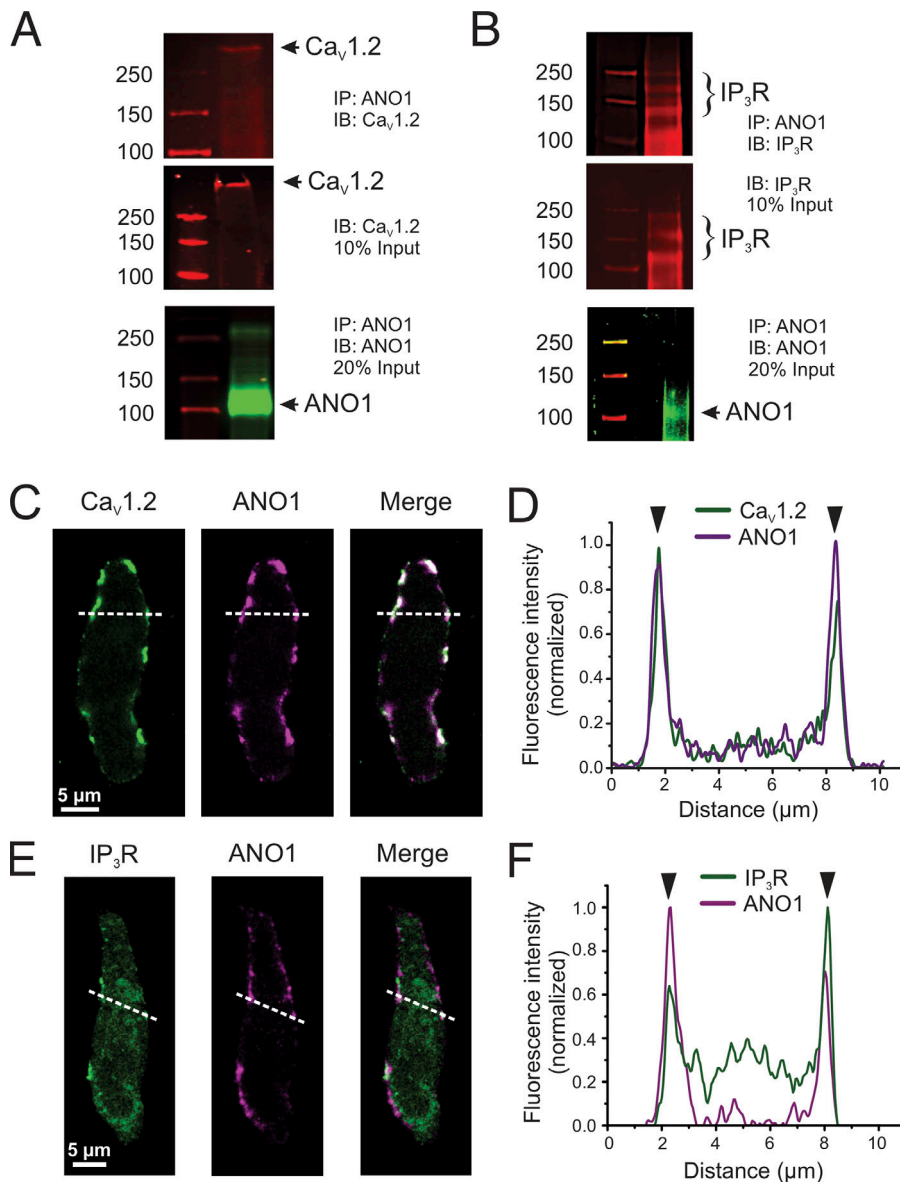 A
CaV1.2
250
150
100
IP: ANO1
IB: CaV1.2
CaV1.2
250
150
100
IB: CaV1.2
10% Input
250
150
100
IP: ANO1
IB: ANO1
20% Input
ANO1
B
250
150
100
IP3R
IP: ANO1
IB: IP3R
250
150
100
IB: IP3R
10% Input
IP3R
250
150
100
IP: ANO1
IB: ANO1
20% Input
ANO1
C
CaV1.2 ANO1 Merge
5 µm
D
CaV1.2
ANO1
Fluorescence intensity
(normalized)
1.0
0.8
0.6
0.4
0.2
0.0
0 2 4 6 8 10
Distance (µm)
E
IP3R ANO1 Merge
5 µm
F
IP3R
ANO1
Fluorescence intensity
(normalized)
1.0
0.8
0.6
0.4
0.2
0.0
0 2 4 6 8 10
Distance (µm)